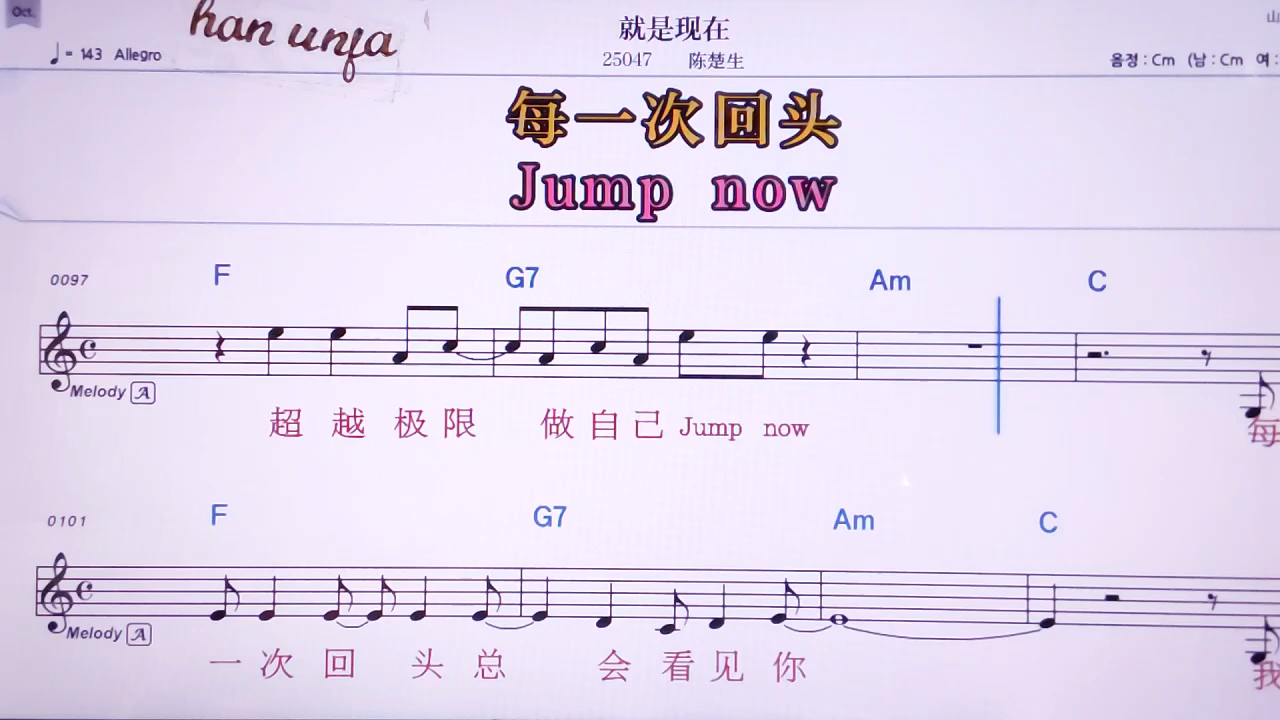 Oct.
han unfa
就是现在
山
♩= 143 Allegro
25047 陈楚生
음정 : Cm (남 : Cm 여 :
每一次回头
Jump now
0097 F G7 Am C
Melody A
超越极限 做自己 Jump now
每
0101 F G7 Am C
Melody A
一次回头总会看见你
我